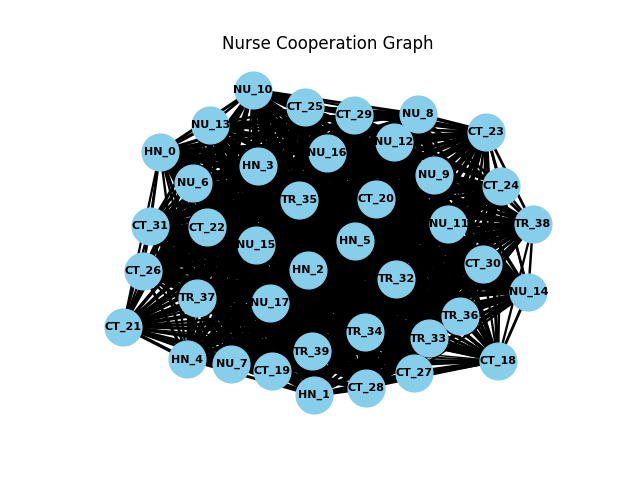 Nurse Cooperation Graph
NU_10
CT_25
CT_29
NU_8
NU_13
CT_23
NU_12
HN_0
NU_16
HN_3
NU_9
NU_6
CT_24
TR_35
CT_20
CT_31
CT_22
NU_11
TR_38
NU_15
HN_5
CT_26
HN_2
CT_30
TR_32
NU_14
TR_37
NU_17
TR_36
CT_21
TR_34
TR_33
TR_39
HN_4
NU_7
CT_19
CT_18
CT_27
CT_28
HN_1